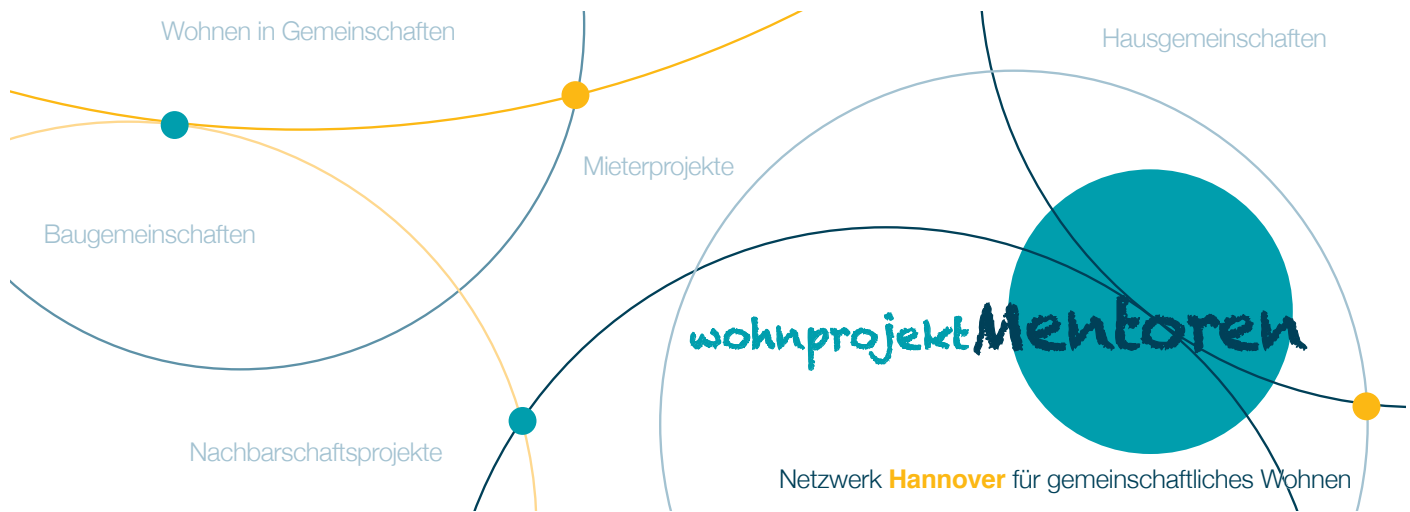 Wohnen in Gemeinschaften
Hausgemeinschaften
Mieterprojekte
Baugemeinschaften
wohnprojektMentoren
Nachbarschaftsprojekte
Netzwerk Hannover für gemeinschaftliches Wohnen